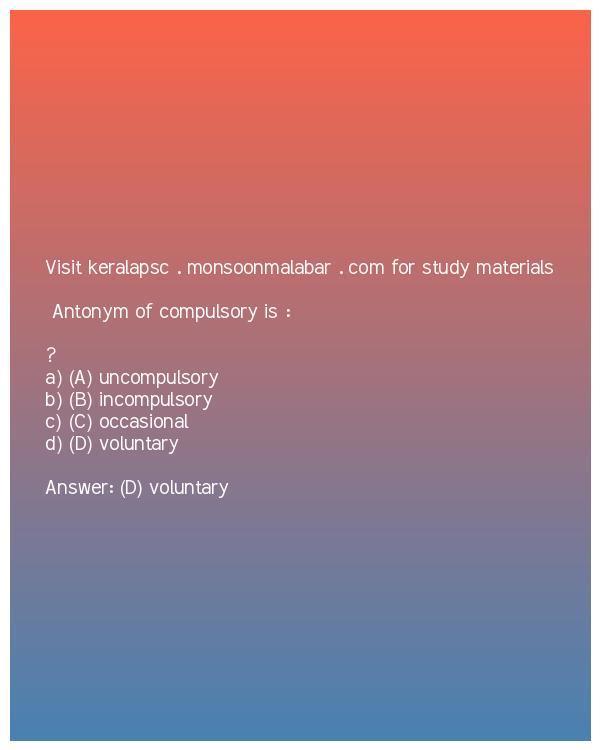 Visit keralapsc . monsoonmalabar . com for study materials
Antonym of compulsory is :
?
a) (A) uncompulsory
b) (B) incompulsory
c) (C) occasional
d) (D) voluntary
Answer: (D) voluntary